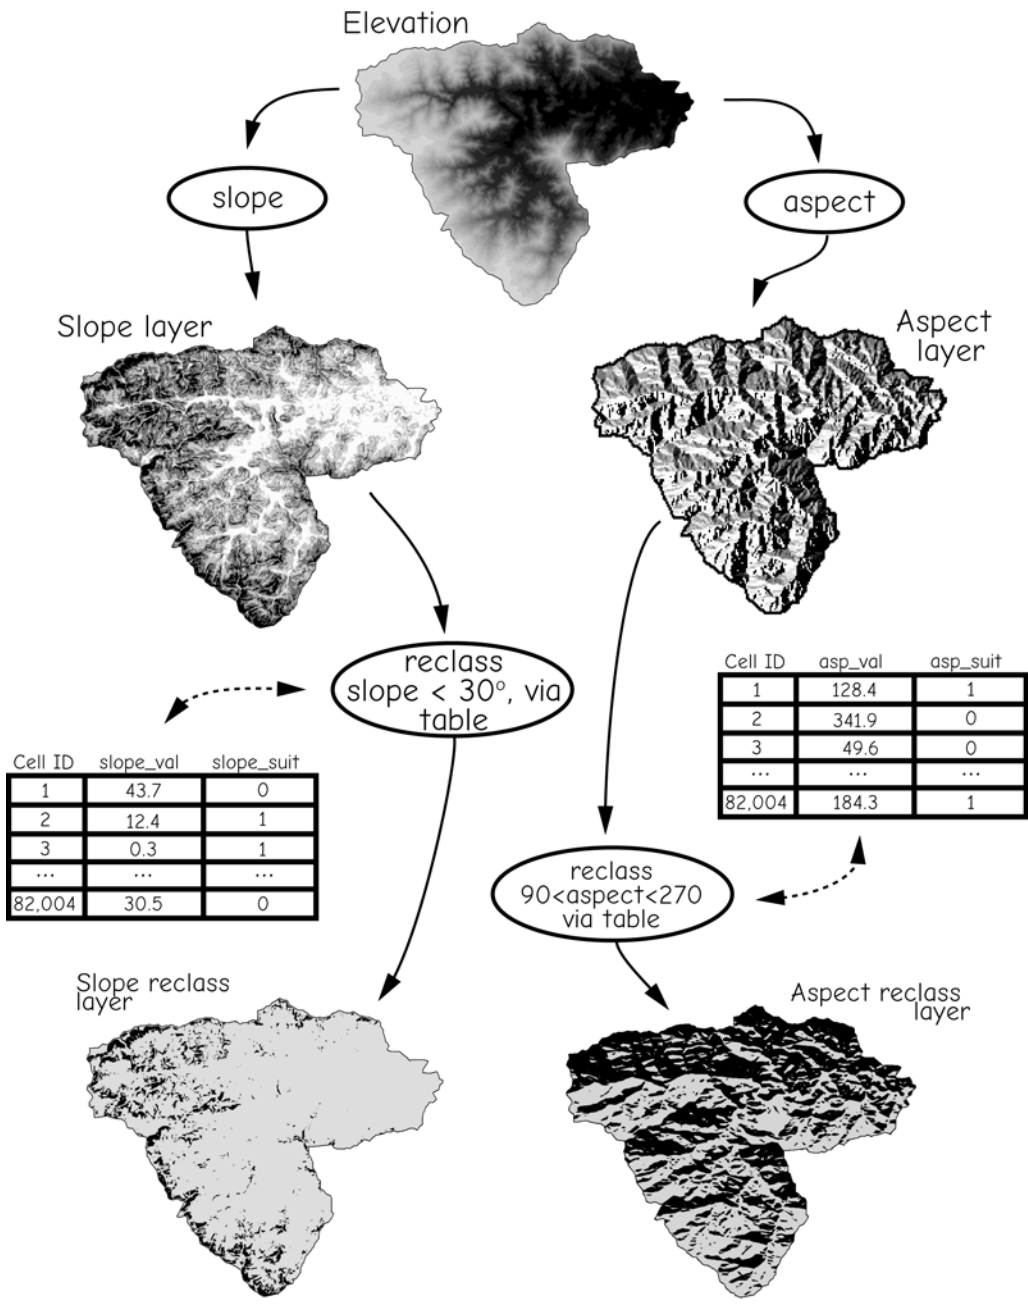 Elevation
slope
aspect
Slope layer
Aspect
layer
reclass
slope < 30°, via
table
Cell ID asp_val asp_suit
1 128.4 1
2 341.9 0
3 49.6 0
... ... ...
82,004 184.3 1
Cell ID slope_val slope_suit
1 43.7 0
2 12.4 1
3 0.3 1
... ... ...
82,004 30.5 0
reclass
90<aspect<270
via table
Slope reclass
layer
Aspect reclass
layer